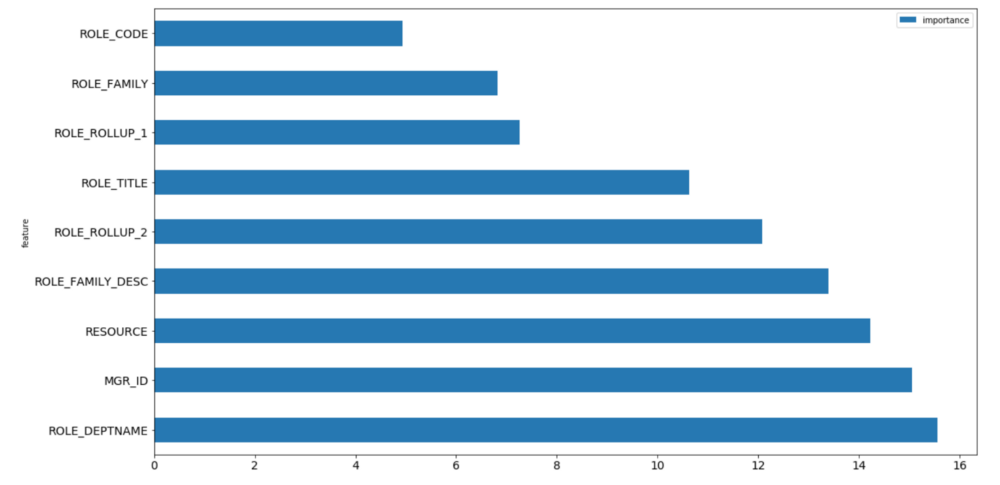 importance
ROLE_CODE
ROLE_FAMILY
ROLE_ROLLUP_1
ROLE_TITLE
ROLE_ROLLUP_2
ROLE_FAMILY_DESC
RESOURCE
MGR_ID
ROLE_DEPTNAME
feature
0 2 4 6 8 10 12 14 16